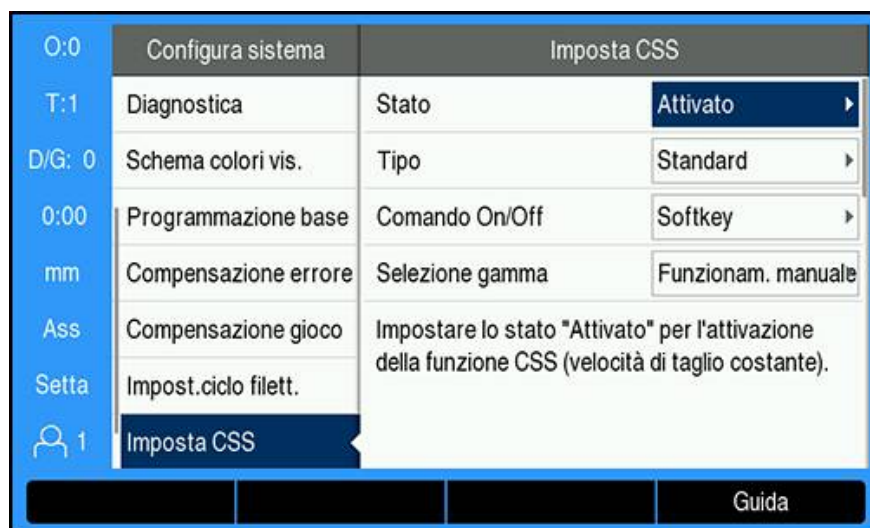 O:0
T:1
D/G: 0
0:00
mm
Ass
Setta
1
Configura sistema
Diagnostica
Schema colori vis.
Programmazione base
Compensazione errore
Compensazione gioco
Impost.ciclo filett.
Imposta CSS
Imposta CSS
Stato Attivato
Tipo Standard
Comando On/Off Softkey
Selezione gamma Funzionam. manuale
Impostare lo stato "Attivato" per l'attivazione
della funzione CSS (velocità di taglio costante).
Guida